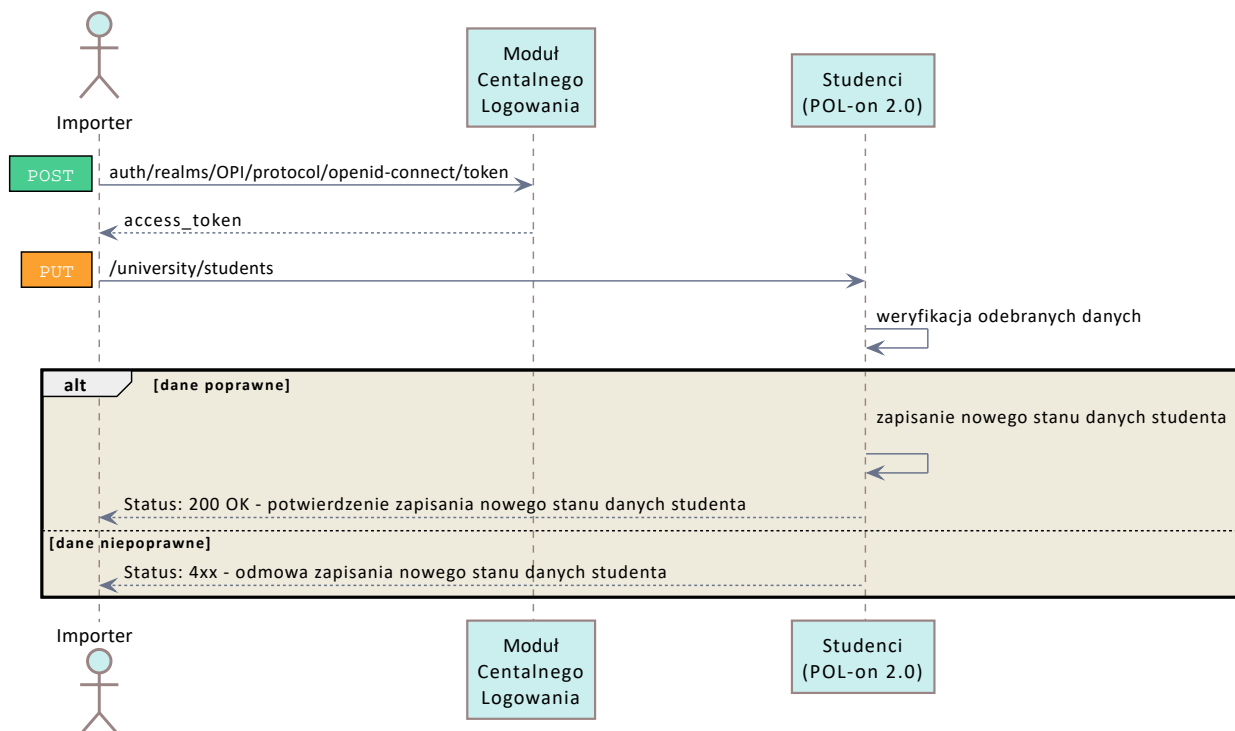 Moduł
Centalnego
Logowania
Studenci
(POL-on 2.0)
Importer
POST
auth/realms/OPI/protocol/openid-connect/token
access_token
PUT
/university/students
weryfikacja odebranych danych
alt
[dane poprawne]
zapisanie nowego stanu danych studenta
Status: 200 OK - potwierdzenie zapisania nowego stanu danych studenta
[dane niepoprawne]
Status: 4xx - odmowa zapisania nowego stanu danych studenta
Importer
Moduł
Centalnego
Logowania
Studenci
(POL-on 2.0)